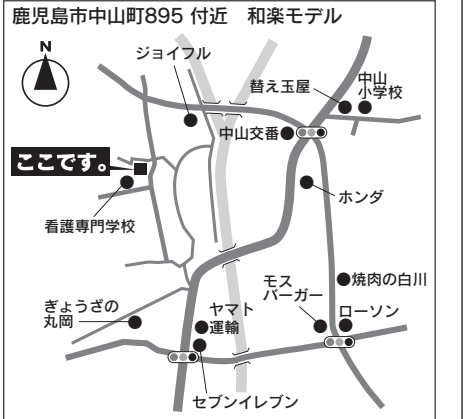 鹿児島市中山町895 付近　和楽モデル
N
ジョイフル
替え玉屋
中山
小学校
中山交番
ここです。
ホンダ
看護専門学校
焼肉の白川
モス
バーガー
ローソン
ぎょうざの
丸岡
ヤマト
運輸
セブンイレブン